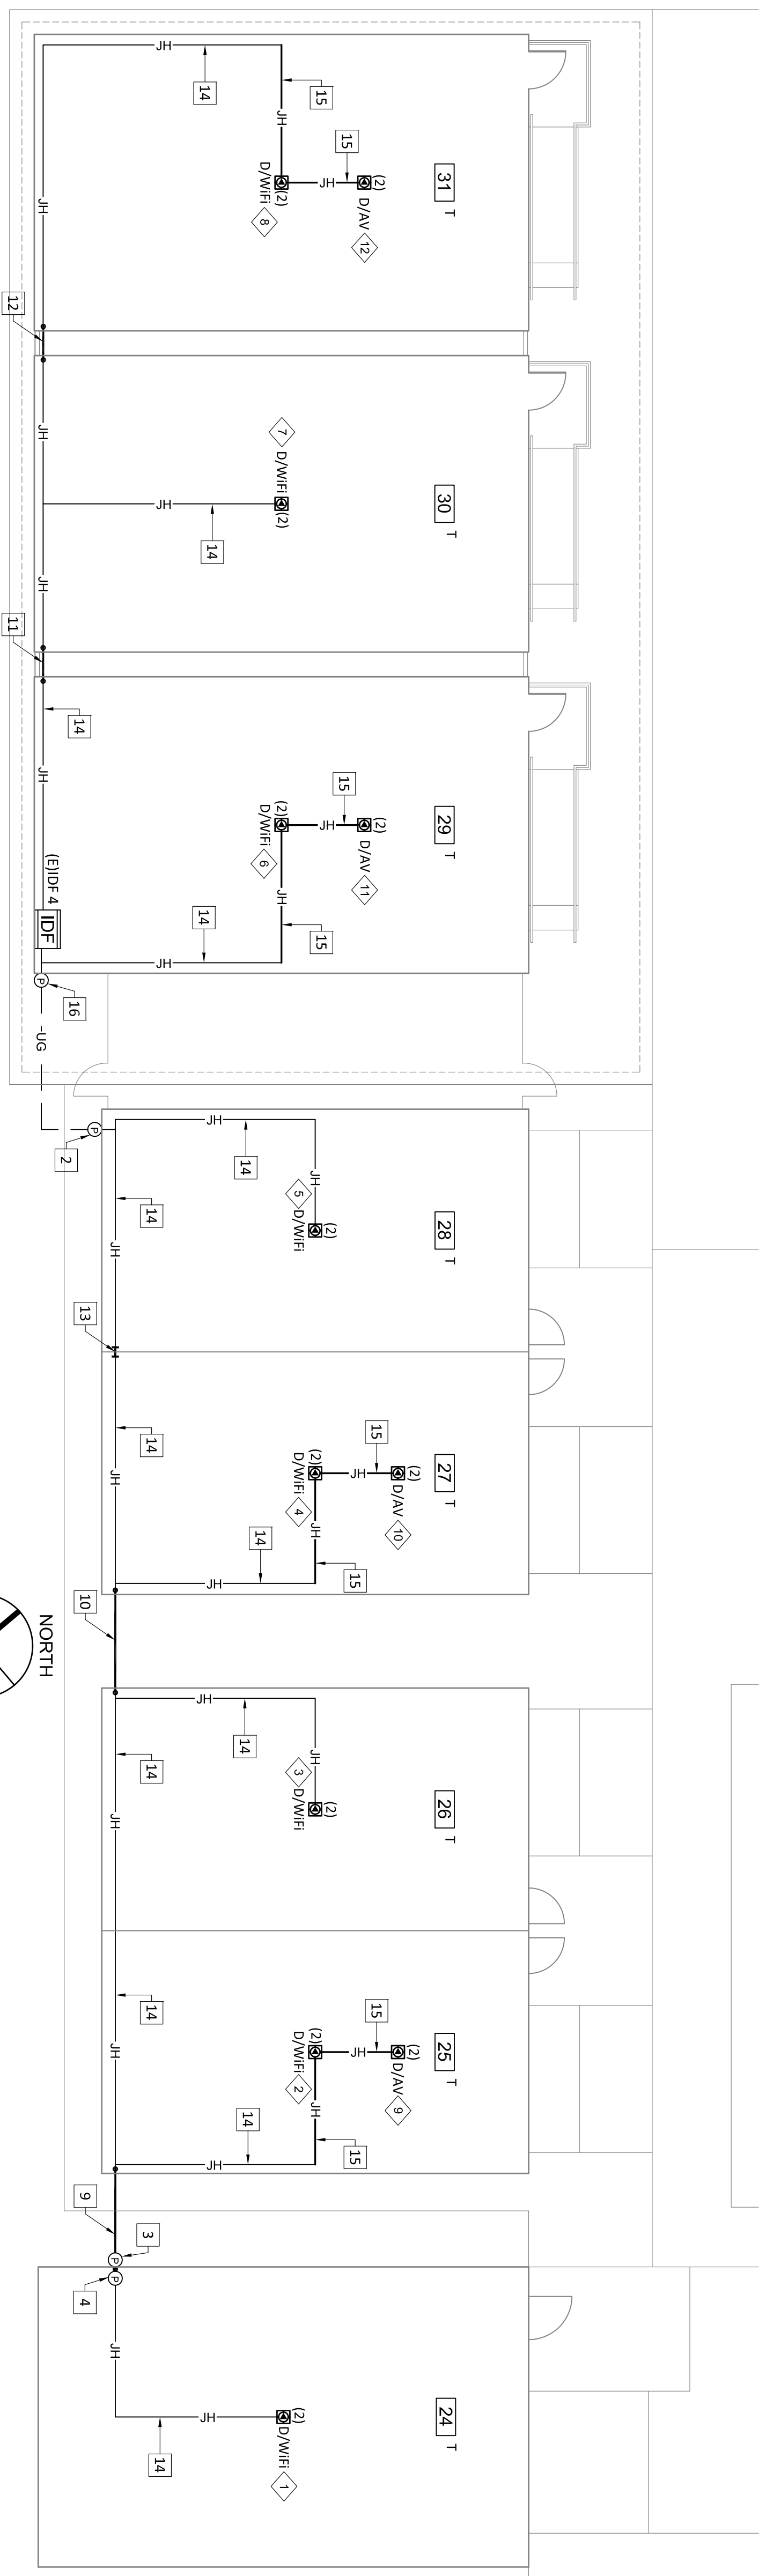 JH
14
15
JH
15
(2)
JH
D/WiFi
(2)
8
D/AV
12
31
T
JH
12
JH
7
D/WiFi
(2)
JH
14
30
T
JH
11
14
JH
15
(2)
(2)
JH
D/WiFi
6
D/AV
11
29
T
JH
15
(E)IDF 4
IDF
14
JH
P
16
UG
P
2
JH
14
14
JH
5
D/WiFi
(2)
28
T
JH
13
14
JH
15
(2)
(2)
JH
D/WiFi
4
D/AV
10
27
T
JH
14
15
JH
10
NORTH
JH
14
14
JH
3
D/WiFi
(2)
26
T
JH
14
JH
15
(2)
(2)
JH
D/WiFi
2
D/AV
9
25
T
JH
14
15
JH
9
3
P
P
4
JH
JH
14
(2)
D/WiFi
1
24
T